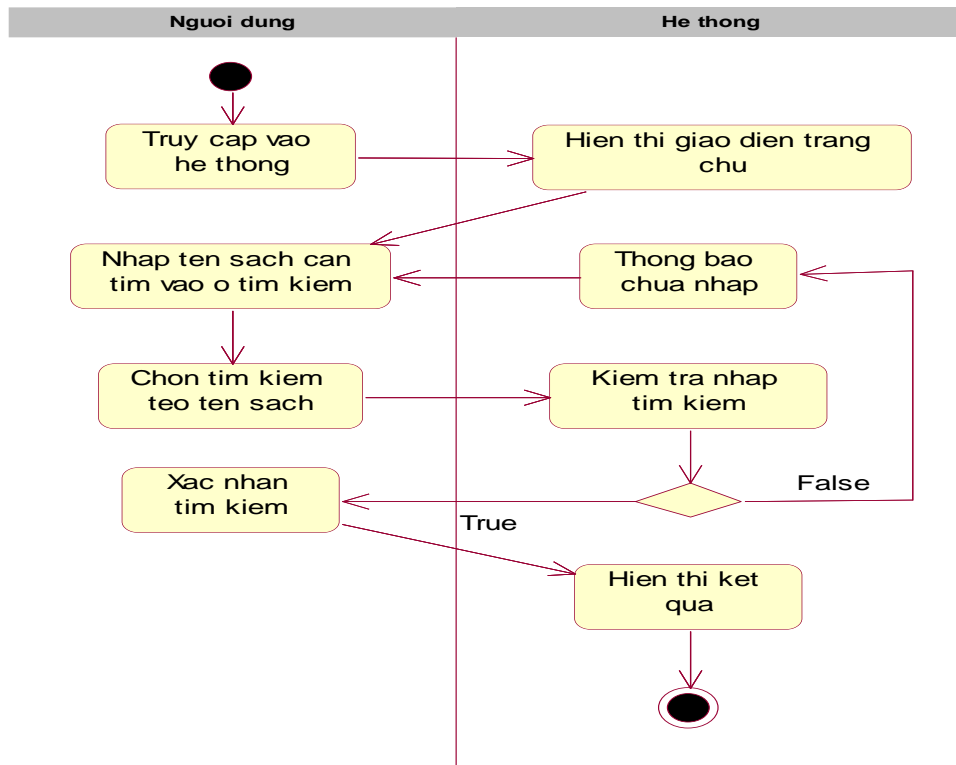 Nguoi dung
He thong
Truy cap vao
he thong
Hien thi giao dien trang
chu
Nhap ten sach can
tim vao o tim kiem
Thong bao
chua nhap
Chon tim kiem
teo ten sach
Kiem tra nhap
tim kiem
Xac nhan
tim kiem
False
True
Hien thi ket
qua